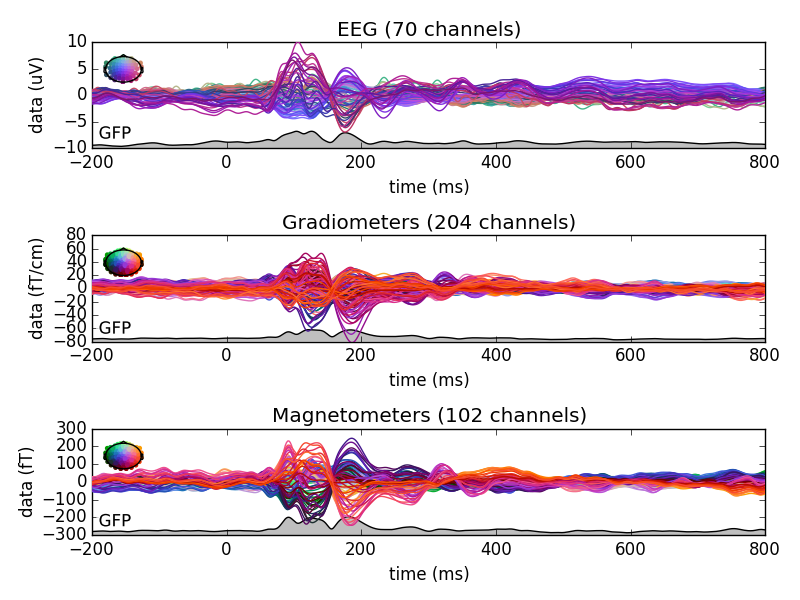 EEG (70 channels)
data (uV)
10
5
0
−5
−10
GFP
−200 0 200 400 600 800
time (ms)
Gradiometers (204 channels)
data (fT/cm)
80
60
40
20
0
−20
−40
−60
−80
GFP
−200 0 200 400 600 800
time (ms)
Magnetometers (102 channels)
data (fT)
300
200
100
0
−100
−200
−300
GFP
−200 0 200 400 600 800
time (ms)